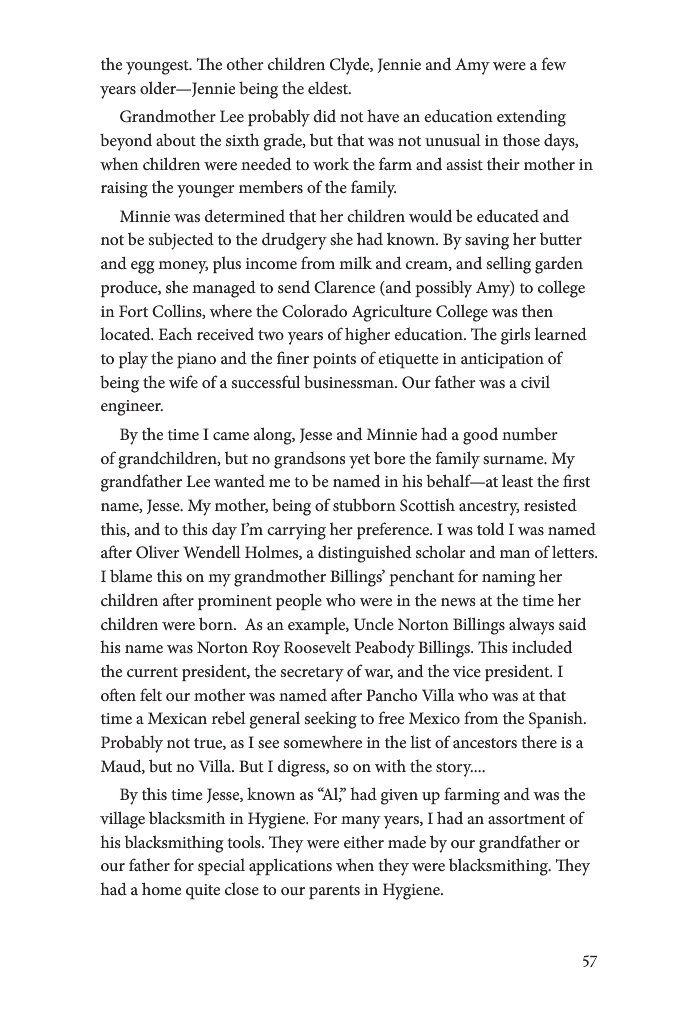 the youngest. The other children Clyde, Jennie and Amy were a few
years older—Jennie being the eldest.
Grandmother Lee probably did not have an education extending
beyond about the sixth grade, but that was not unusual in those days,
when children were needed to work the farm and assist their mother in
raising the younger members of the family.
Minnie was determined that her children would be educated and
not be subjected to the drudgery she had known. By saving her butter
and egg money, plus income from milk and cream, and selling garden
produce, she managed to send Clarence (and possibly Amy) to college
in Fort Collins, where the Colorado Agriculture College was then
located. Each received two years of higher education. The girls learned
to play the piano and the finer points of etiquette in anticipation of
being the wife of a successful businessman. Our father was a civil
engineer.
By the time I came along, Jesse and Minnie had a good number
of grandchildren, but no grandsons yet bore the family surname. My
grandfather Lee wanted me to be named in his behalf—at least the first
name, Jesse. My mother, being of stubborn Scottish ancestry, resisted
this, and to this day I’m carrying her preference. I was told I was named
after Oliver Wendell Holmes, a distinguished scholar and man of letters.
I blame this on my grandmother Billings’ penchant for naming her
children after prominent people who were in the news at the time her
children were born.  As an example, Uncle Norton Billings always said
his name was Norton Roy Roosevelt Peabody Billings. This included
the current president, the secretary of war, and the vice president. I
often felt our mother was named after Pancho Villa who was at that
time a Mexican rebel general seeking to free Mexico from the Spanish.
Probably not true, as I see somewhere in the list of ancestors there is a
Maud, but no Villa. But I digress, so on with the story....
By this time Jesse, known as “Al,” had given up farming and was the
village blacksmith in Hygiene. For many years, I had an assortment of
his blacksmithing tools. They were either made by our grandfather or
our father for special applications when they were blacksmithing. They
had a home quite close to our parents in Hygiene.
57